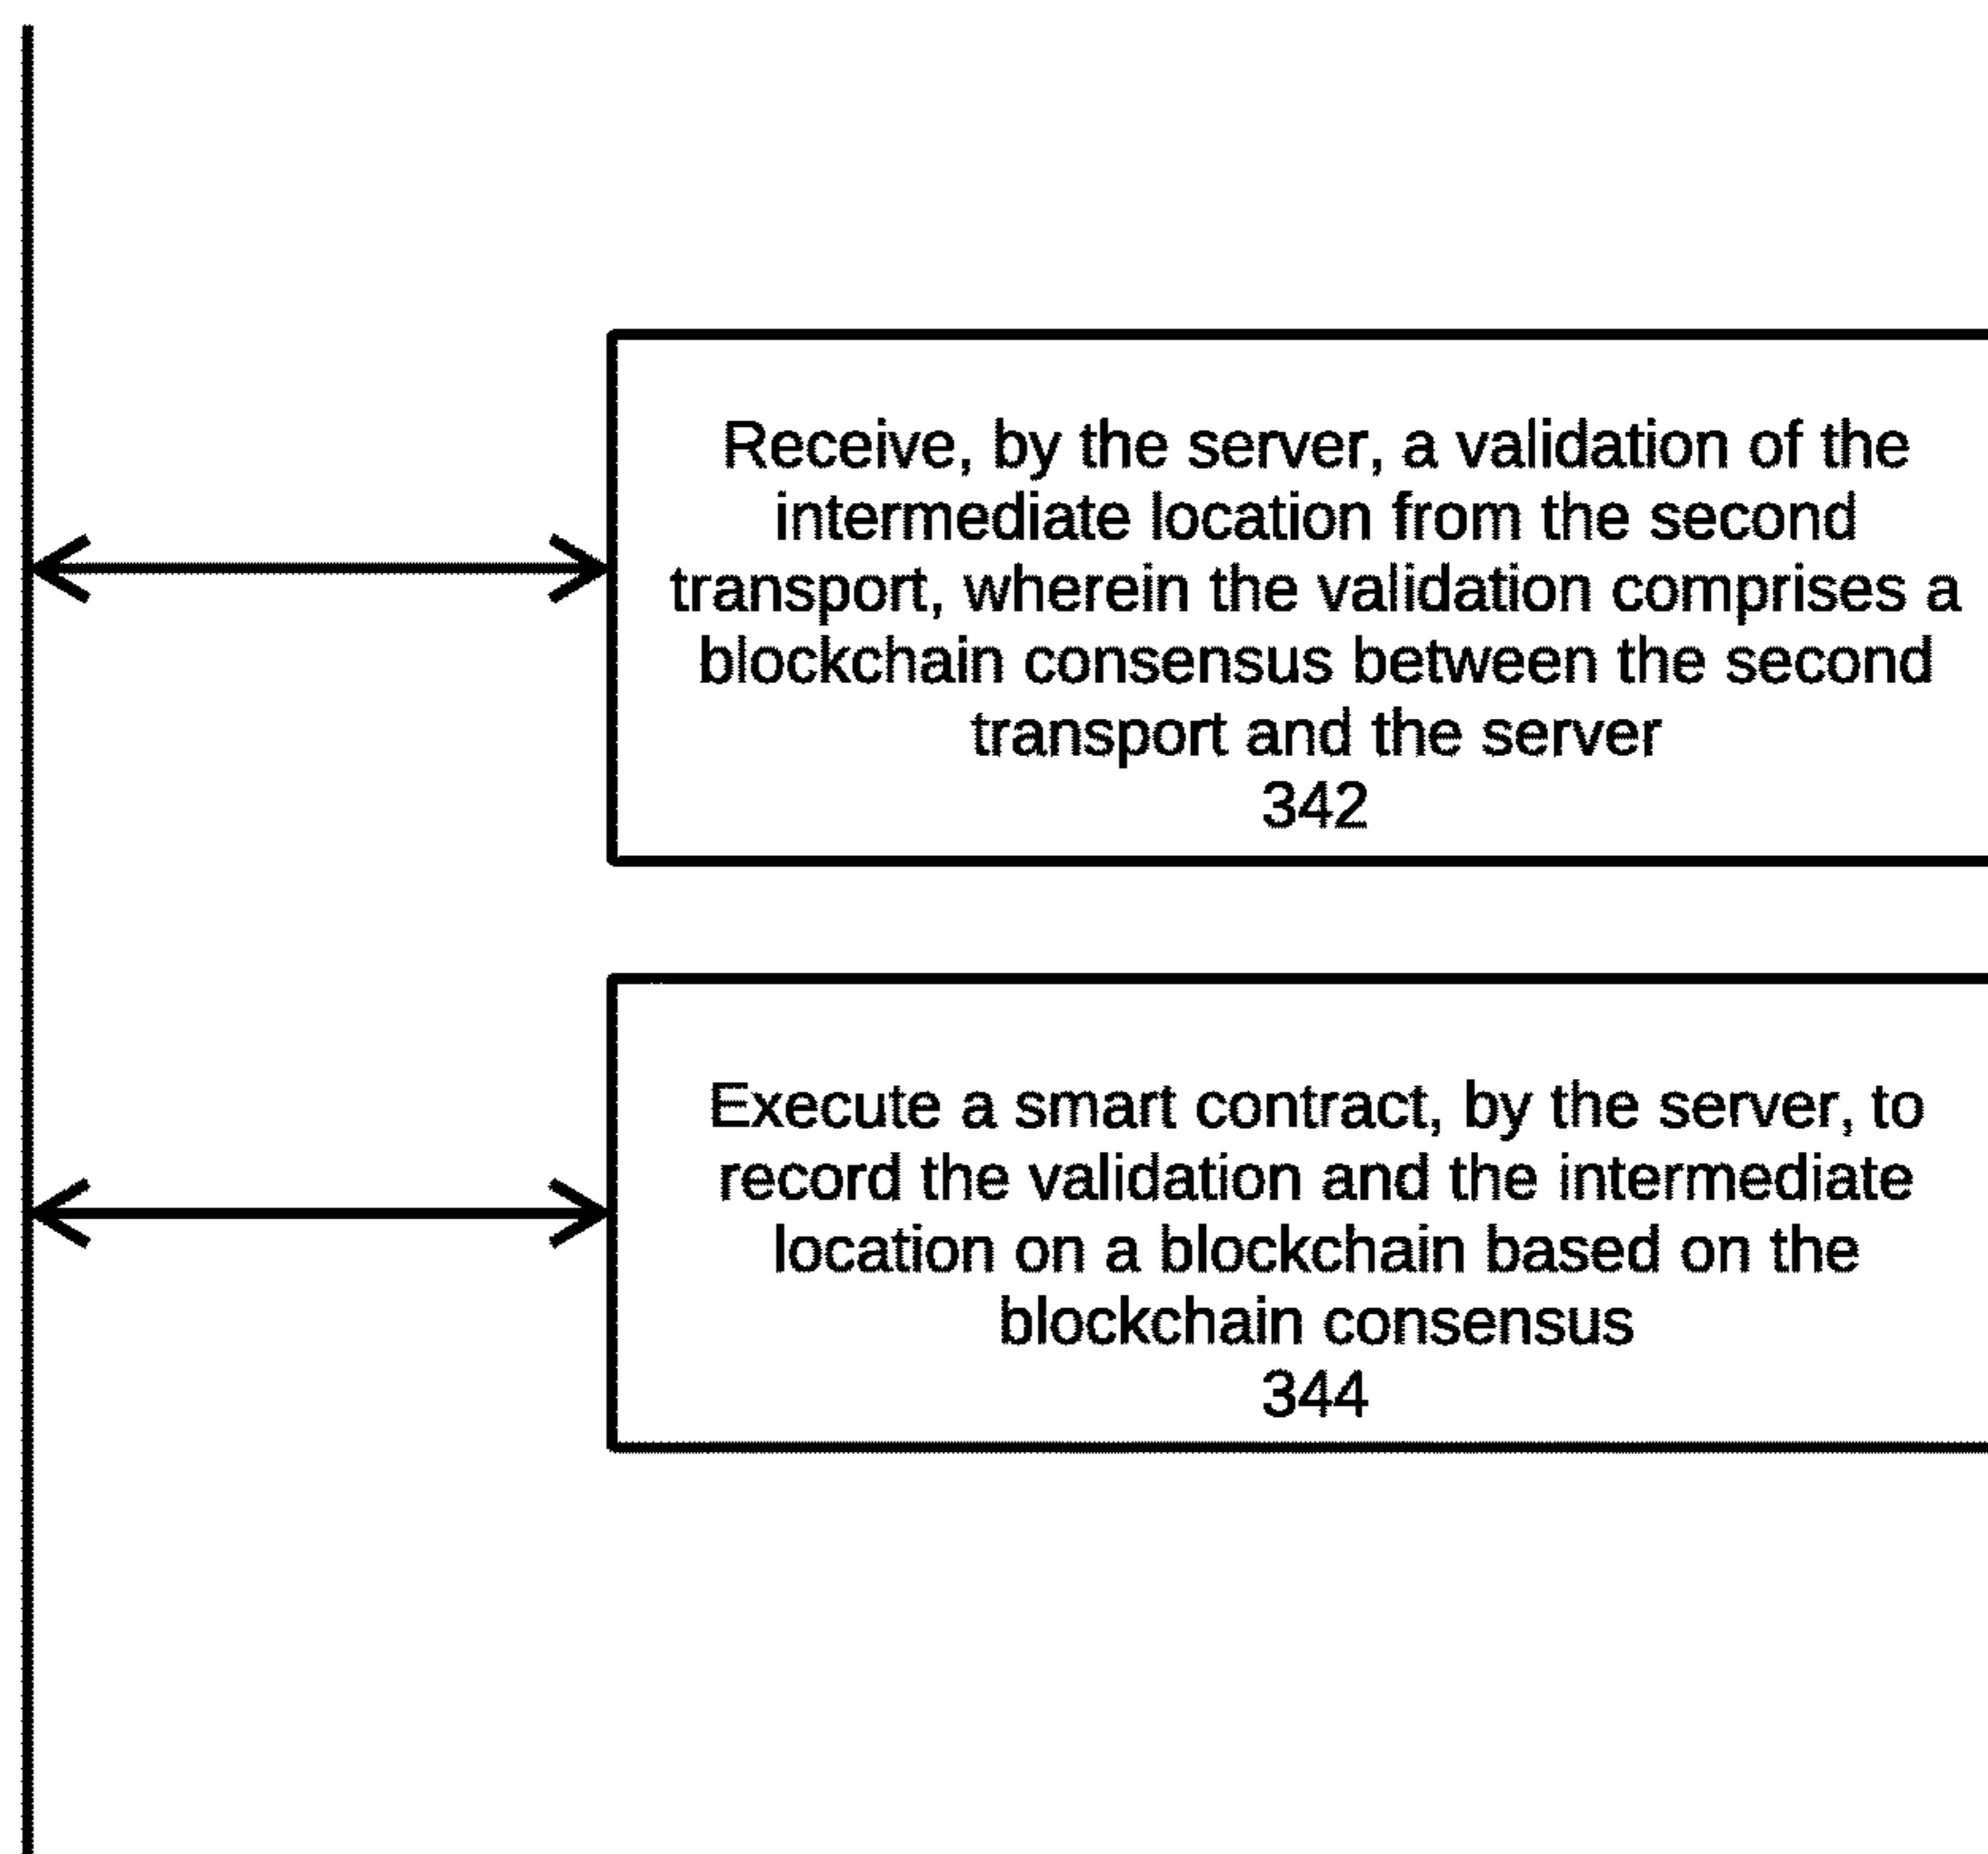 Receive, by the server, a validation of the
intermediate location from the second
transport, wherein the validation comprises a
blockchain consensus between the second
transport and the server
342
Execute a smart contract, by the server, to
record the validation and the intermediate
location on a blockchain based on the
blockchain consensus
344